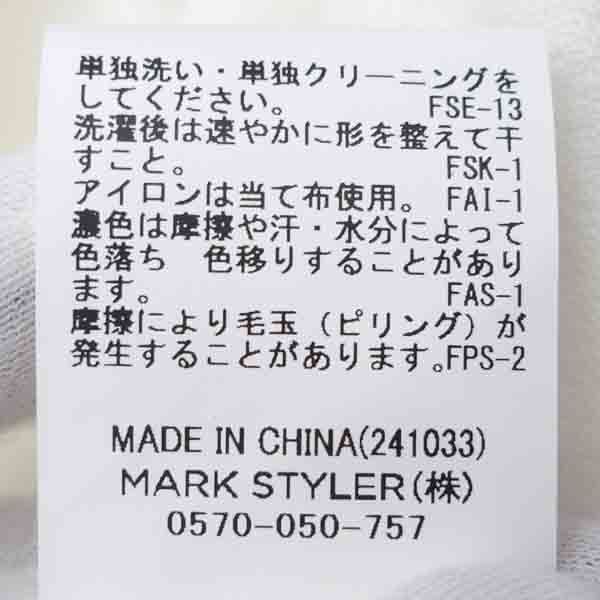 単独洗い・単独クリーニングを
してください。 FSE-13
洗濯後は速やかに形を整えて干
すこと。 FSK-1
アイロンは当て布使用。 FAI-1
濃色は摩擦や汗・水分によって
色落ち 色移りすることがあり
ます。 FAS-1
摩擦により毛玉(ピリング)が
発生することがあります。FPS-2
MADE IN CHINA(241033)
MARK STYLER(株)
0570-050-757